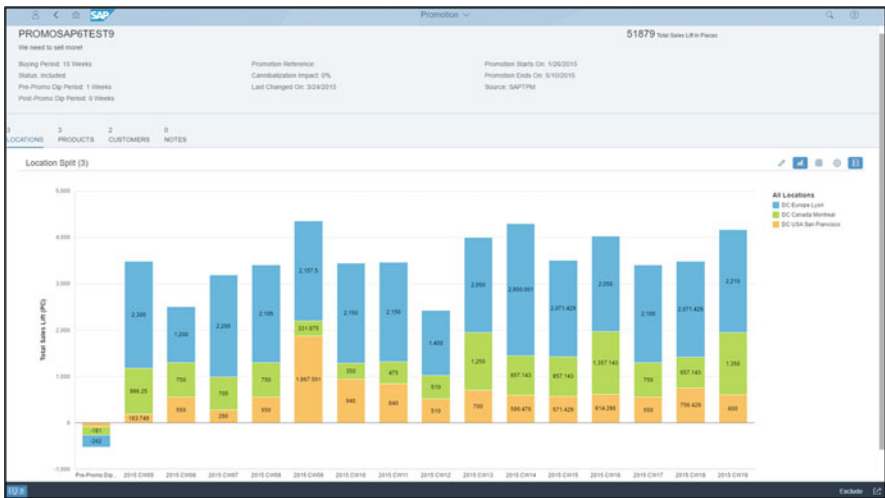 SAP
Promotion
PROMOSAP6TEST9
51879 Total Sales Lift In Pieces
We need to sell more!
Buying Period: 15 Weeks
Promotion Reference:
Promotion Starts On: 1/26/2015
Status: Included
Cannibalization Impact: 0%
Promotion Ends On: 5/10/2015
Pre-Promo Dip Period: 1 Weeks
Last Changed On: 3/24/2015
Source: SAPTPM
Post-Promo Dip Period: 0 Weeks
3 3 2 0
LOCATIONS PRODUCTS CUSTOMERS NOTES
Location Split (3)
All Locations
DC Europe Lyon
DC Canada Montreal
DC USA San Francisco
Total Sales Lift (PC)
5,000
4,000
3,000
2,000
1,000
0
-1,000
2,300 1,200 2,200 2,105 2,157.5 2,150 2,150 1,400 2,050 2,071.429 2,050 2,100 2,071.429 2,210
986.25 750 705 750 331.875 350 475 510 1,250 857.143 857.143 1,357.143 750 657.143 1,350
183.749 550 280 550 1,867.501 940 840 510 700 571.429 614.286 550 758.429 600
-181
-262
Pre-Promo Dip... 2015 CW05 2015 CW06 2015 CW07 2015 CW08 2015 CW09 2015 CW10 2015 CW11 2015 CW12 2015 CW13 2015 CW14 2015 CW15 2015 CW16 2015 CW17 2015 CW18 2015 CW19
Exclude